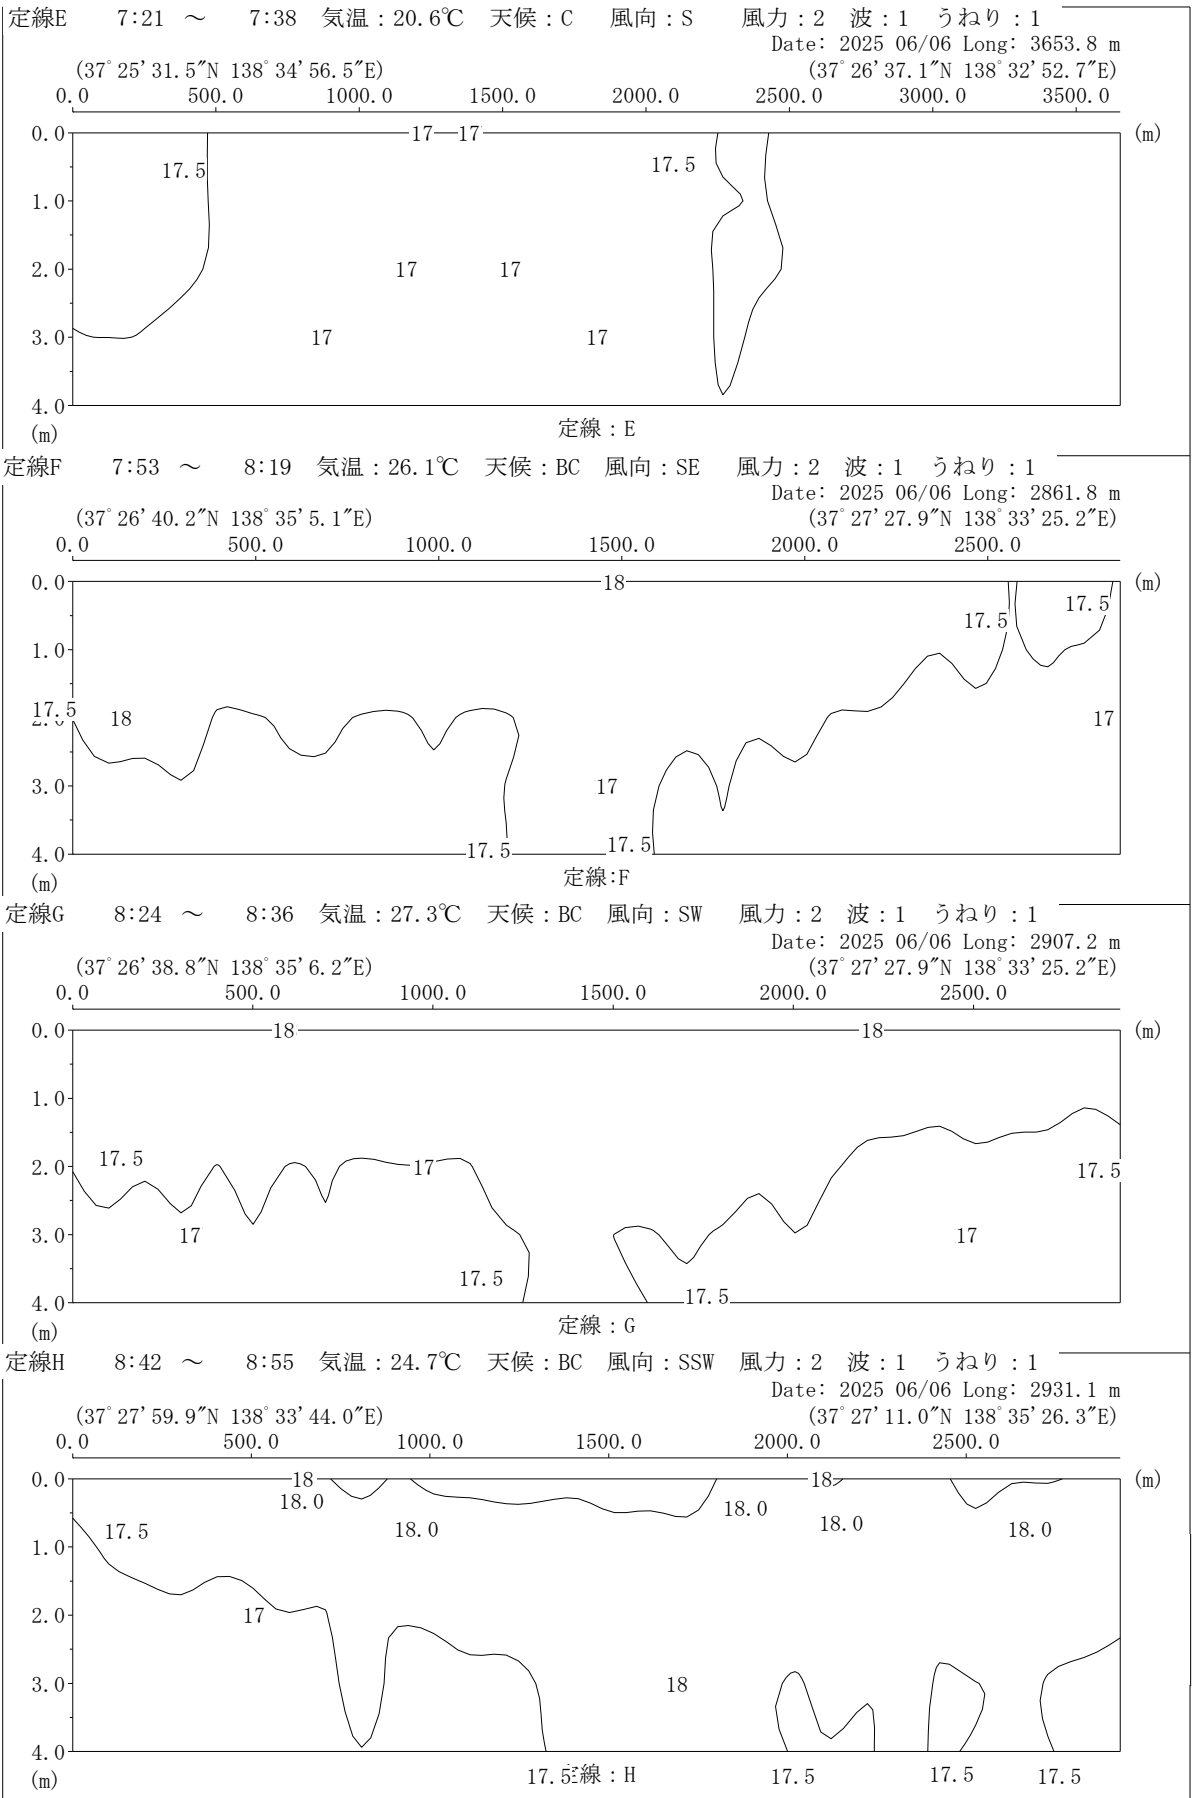 定線E 7:21 ～ 7:38 気温：20.6℃ 天候：C 風向：S 風力：2 波：1 うねり：1
Date: 2025 06/06 Long: 3653.8 m
(37°25'31.5″N 138°34'56.5″E) (37°26'37.1″N 138°32'52.7″E)
0.0 500.0 1000.0 1500.0 2000.0 2500.0 3000.0 3500.0
0.0 17 17 (m)
17.5 17.5
1.0
2.0 17 17
3.0 17 17
4.0
(m) 定線：E
定線F 7:53 ～ 8:19 気温：26.1℃ 天候：BC 風向：SE 風力：2 波：1 うねり：1
Date: 2025 06/06 Long: 2861.8 m
(37°26'40.2″N 138°35'5.1″E) (37°27'27.9″N 138°33'25.2″E)
0.0 500.0 1000.0 1500.0 2000.0 2500.0
0.0 18 (m)
17.5 17.5
1.0
17.5 18 17
2.0
3.0 17
17.5 17.5
4.0
(m) 定線:F
定線G 8:24 ～ 8:36 気温：27.3℃ 天候：BC 風向：SW 風力：2 波：1 うねり：1
Date: 2025 06/06 Long: 2907.2 m
(37°26'38.8″N 138°35'6.2″E) (37°27'27.9″N 138°33'25.2″E)
0.0 500.0 1000.0 1500.0 2000.0 2500.0
0.0 18 18 (m)
1.0
17.5
2.0 17 17.5
3.0 17 17
17.5 17.5
4.0
(m) 定線：G
定線H 8:42 ～ 8:55 気温：24.7℃ 天候：BC 風向：SSW 風力：2 波：1 うねり：1
Date: 2025 06/06 Long: 2931.1 m
(37°27'59.9″N 138°33'44.0″E) (37°27'11.0″N 138°35'26.3″E)
0.0 500.0 1000.0 1500.0 2000.0 2500.0
0.0 18 18 (m)
18.0 18.0
17.5 18.0 18.0 18.0
1.0
2.0 17
3.0 18
4.0
(m) 17.5 定線：H 17.5 17.5 17.5